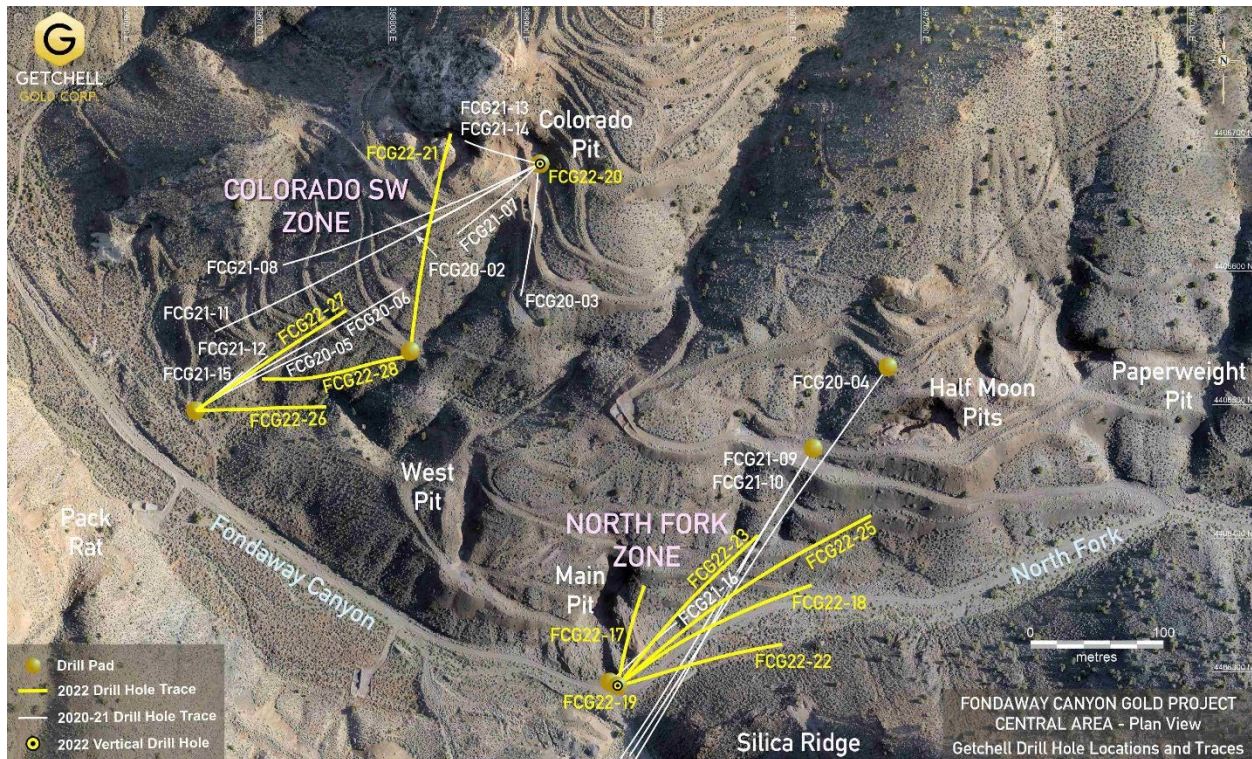 GETCHELL
GOLD CORP.
FCG21-13
FCG21-14
Colorado
Pit
FCG22-21
FCG22-20
COLORADO SW
ZONE
FCG21-07
FCG21-08
FCG20-02
FCG20-03
FCG21-11
FCG22-27
FCG20-06
FCG21-12
FCG20-05
FCG21-15
FCG22-28
FCG22-26
FCG20-04
Half Moon
Pits
Paperweight
Pit
West
Pit
FCG21-09
FCG21-10
Pack
Rat
Fondaway Canyon
NORTH FORK
ZONE
Main
Pit
FCG22-23
FCG22-25
FCG21-16
FCG22-18
FCG22-17
FCG22-22
FCG22-19
North Fork
N
4406700 N
4406600 N
4406400 N
4406300 N
0 100
metres
Silica Ridge
Drill Pad
2022 Drill Hole Trace
2020-21 Drill Hole Trace
2022 Vertical Drill Hole
FONDAWAY CANYON GOLD PROJECT
CENTRAL AREA - Plan View
Getchell Drill Hole Locations and Traces